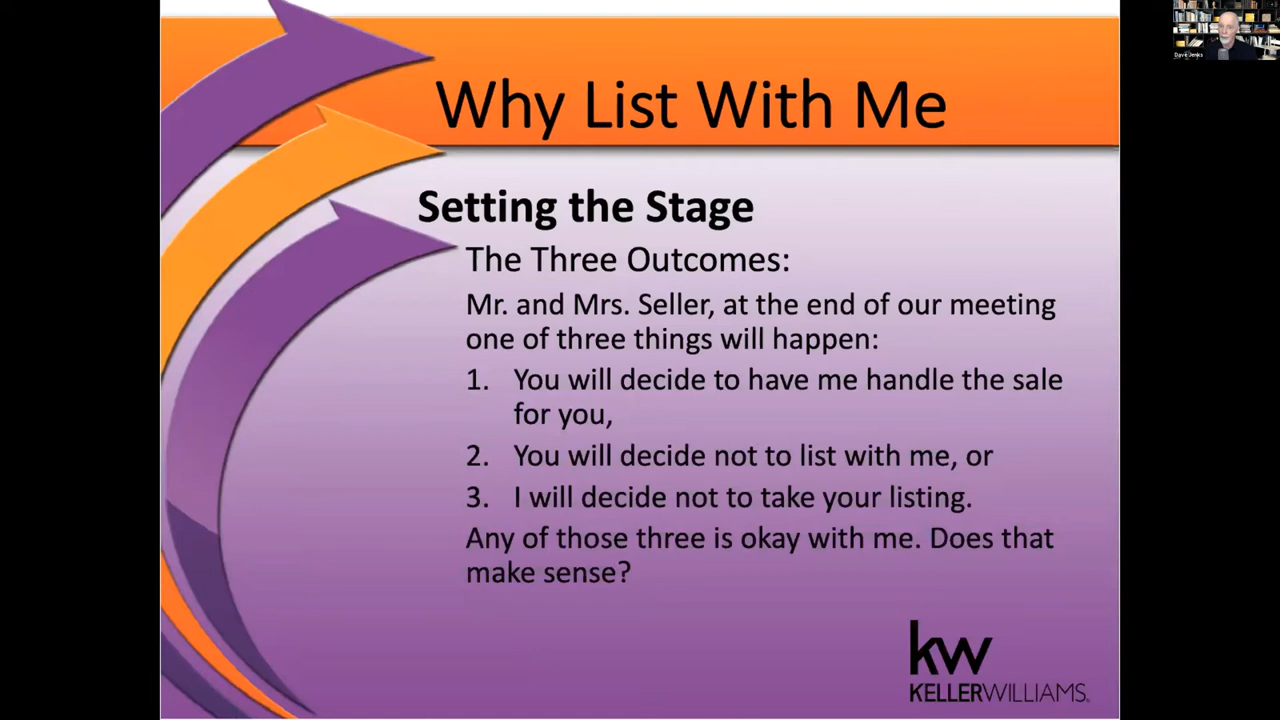 Dave Jenks
Why List With Me
Setting the Stage
The Three Outcomes:
Mr. and Mrs. Seller, at the end of our meeting
one of three things will happen:
1. You will decide to have me handle the sale
for you,
2. You will decide not to list with me, or
3. I will decide not to take your listing.
Any of those three is okay with me. Does that
make sense?
kw
KELLERWILLIAMS.